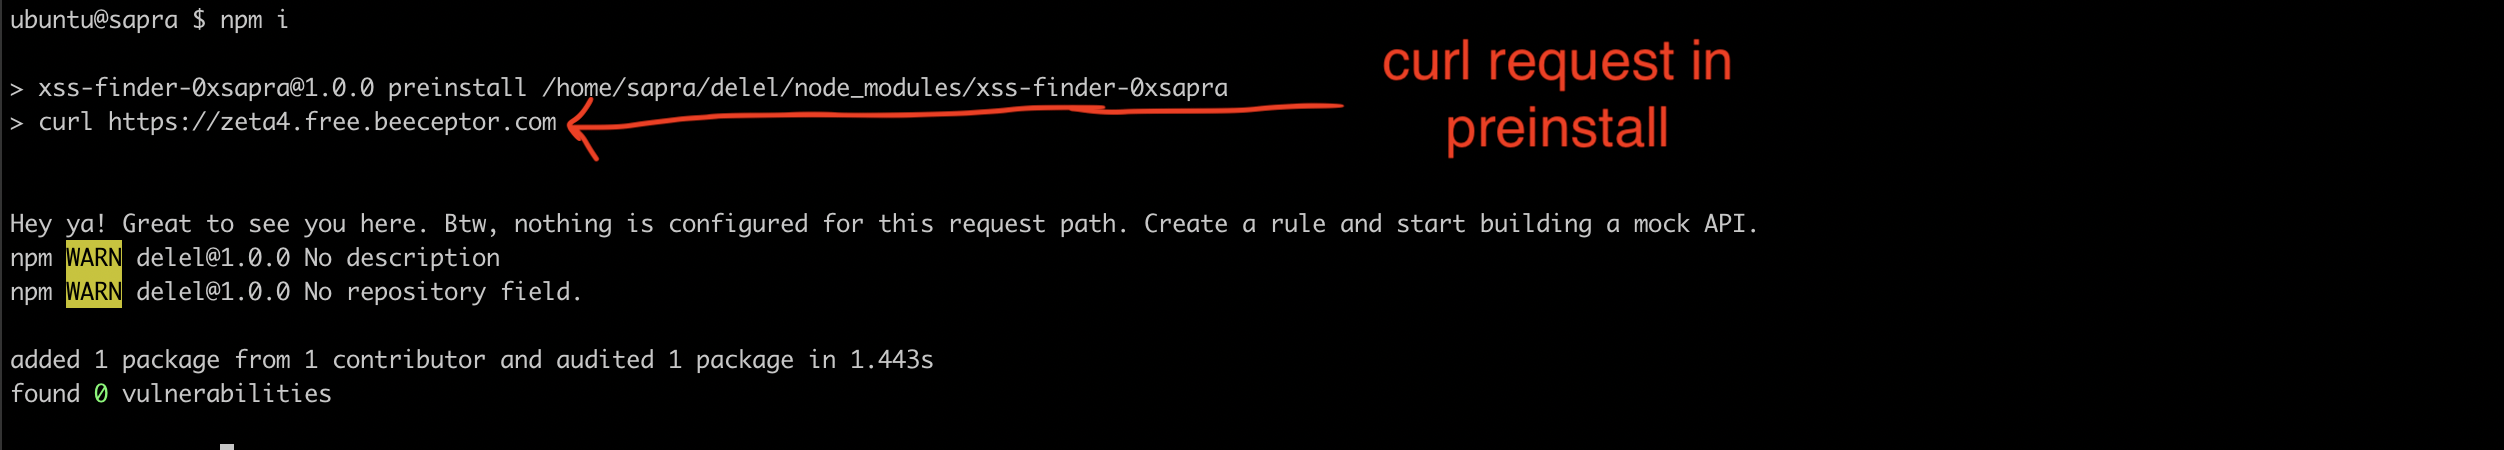 ubuntu@sapra $ npm i
curl request in
preinstall
> xss-finder-0xsapra@1.0.0 preinstall /home/sapra/delel/node_modules/xss-finder-0xsapra
> curl https://zeta4.free.beeceptor.com
Hey ya! Great to see you here. Btw, nothing is configured for this request path. Create a rule and start building a mock API.
npm WARN delel@1.0.0 No description
npm WARN delel@1.0.0 No repository field.
added 1 package from 1 contributor and audited 1 package in 1.443s
found 0 vulnerabilities